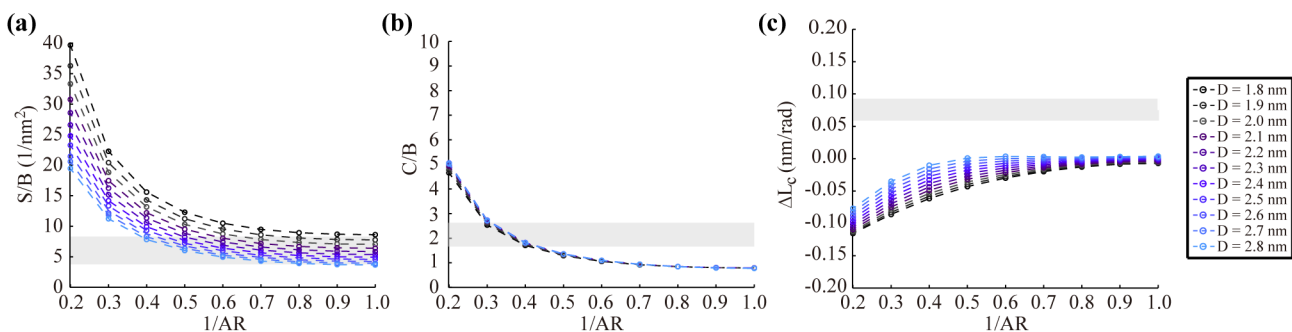 (a)
S/B (1/nm²)
40
35
30
25
20
15
10
5
0
0.2 0.3 0.4 0.5 0.6 0.7 0.8 0.9 1.0
1/AR
(b)
C/B
10
9
8
7
6
5
4
3
2
1
0
0.2 0.3 0.4 0.5 0.6 0.7 0.8 0.9 1.0
1/AR
(c)
ΔL_c (nm/rad)
0.20
0.15
0.10
0.05
0.00
-0.05
-0.10
-0.15
-0.20
0.2 0.3 0.4 0.5 0.6 0.7 0.8 0.9 1.0
1/AR
D = 1.8 nm
D = 1.9 nm
D = 2.0 nm
D = 2.1 nm
D = 2.2 nm
D = 2.3 nm
D = 2.4 nm
D = 2.5 nm
D = 2.6 nm
D = 2.7 nm
D = 2.8 nm